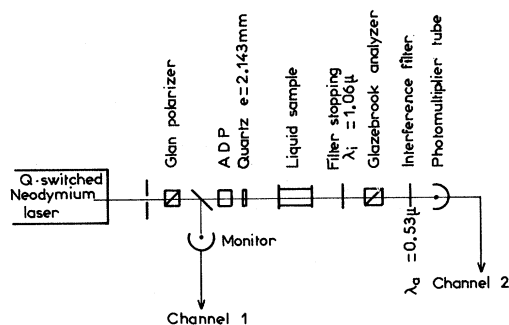 Q-switched
Neodymium
laser
Glan polarizer
ADP
Quartz e=2.143mm
Liquid sample
Filter stopping
λi =1.06μ
Glazebrook analyzer
Interference filter
λa =0.53μ
Photomultiplier tube
Monitor
Channel 1
Channel 2